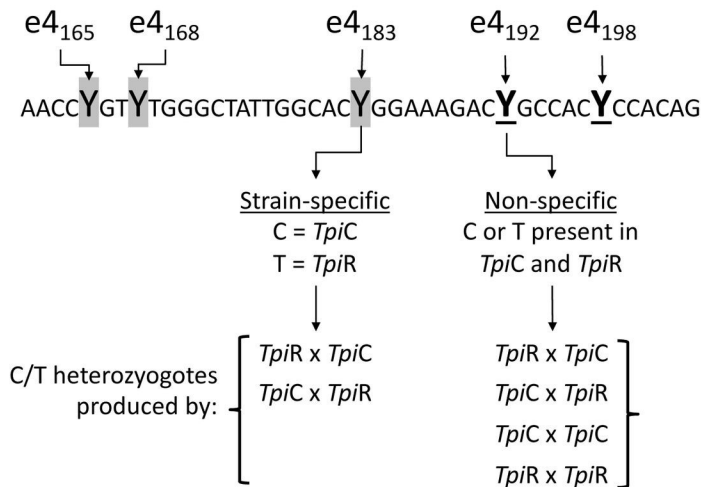 e4165 e4168 e4183 e4192 e4198
AACCYGTYTGGGCTATTGGCACYGGAAAGACYGCCACYCCACAG
Strain-specific
C = TpiC
T = TpiR
Non-specific
C or T present in
TpiC and TpiR
C/T heterozyogotes
produced by:
TpiR x TpiC
TpiC x TpiR
TpiR x TpiC
TpiC x TpiR
TpiC x TpiC
TpiR x TpiR